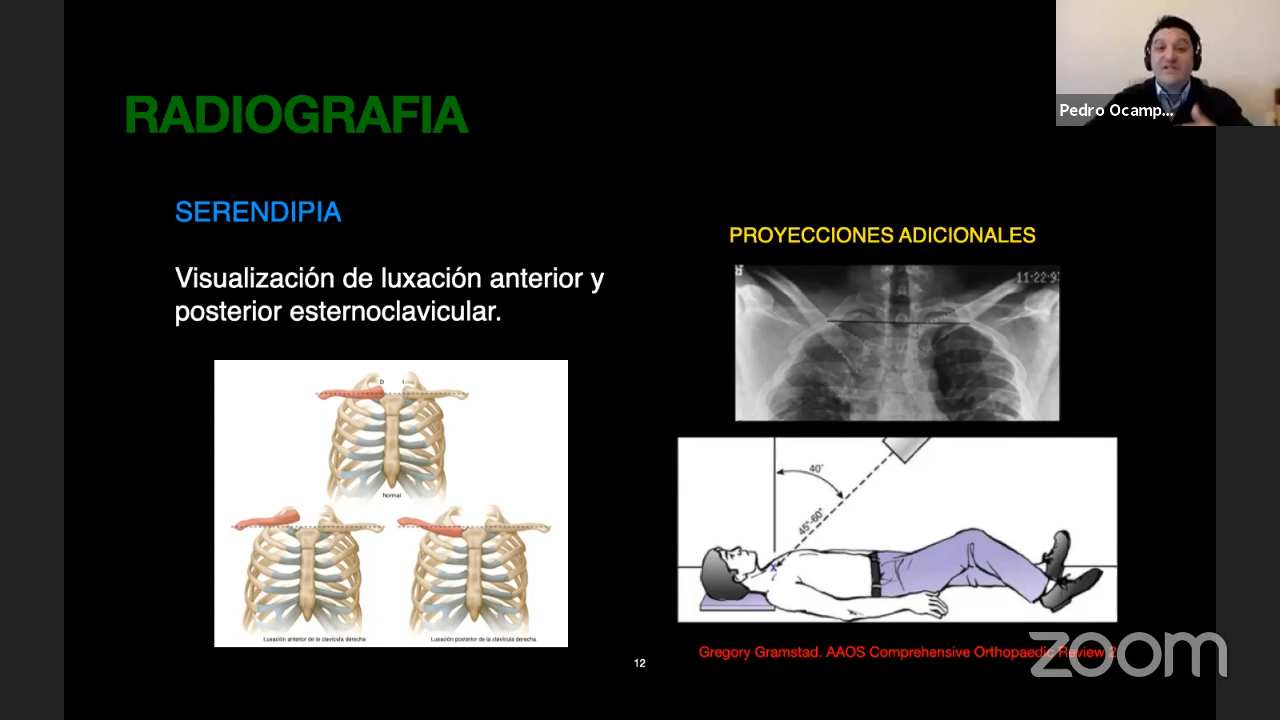 Pedro Ocamp...
RADIOGRAFIA
SERENDIPIA
Visualización de luxación anterior y
posterior esternoclavicular.
D I
Normal
Luxación anterior de la clavícula derecha
Luxación posterior de la clavícula derecha.
PROYECCIONES ADICIONALES
11:22:9
40°
45°-60°
X
Gregory Gramstad. AAOS Comprehensive Orthopaedic Review 2
12
zoom